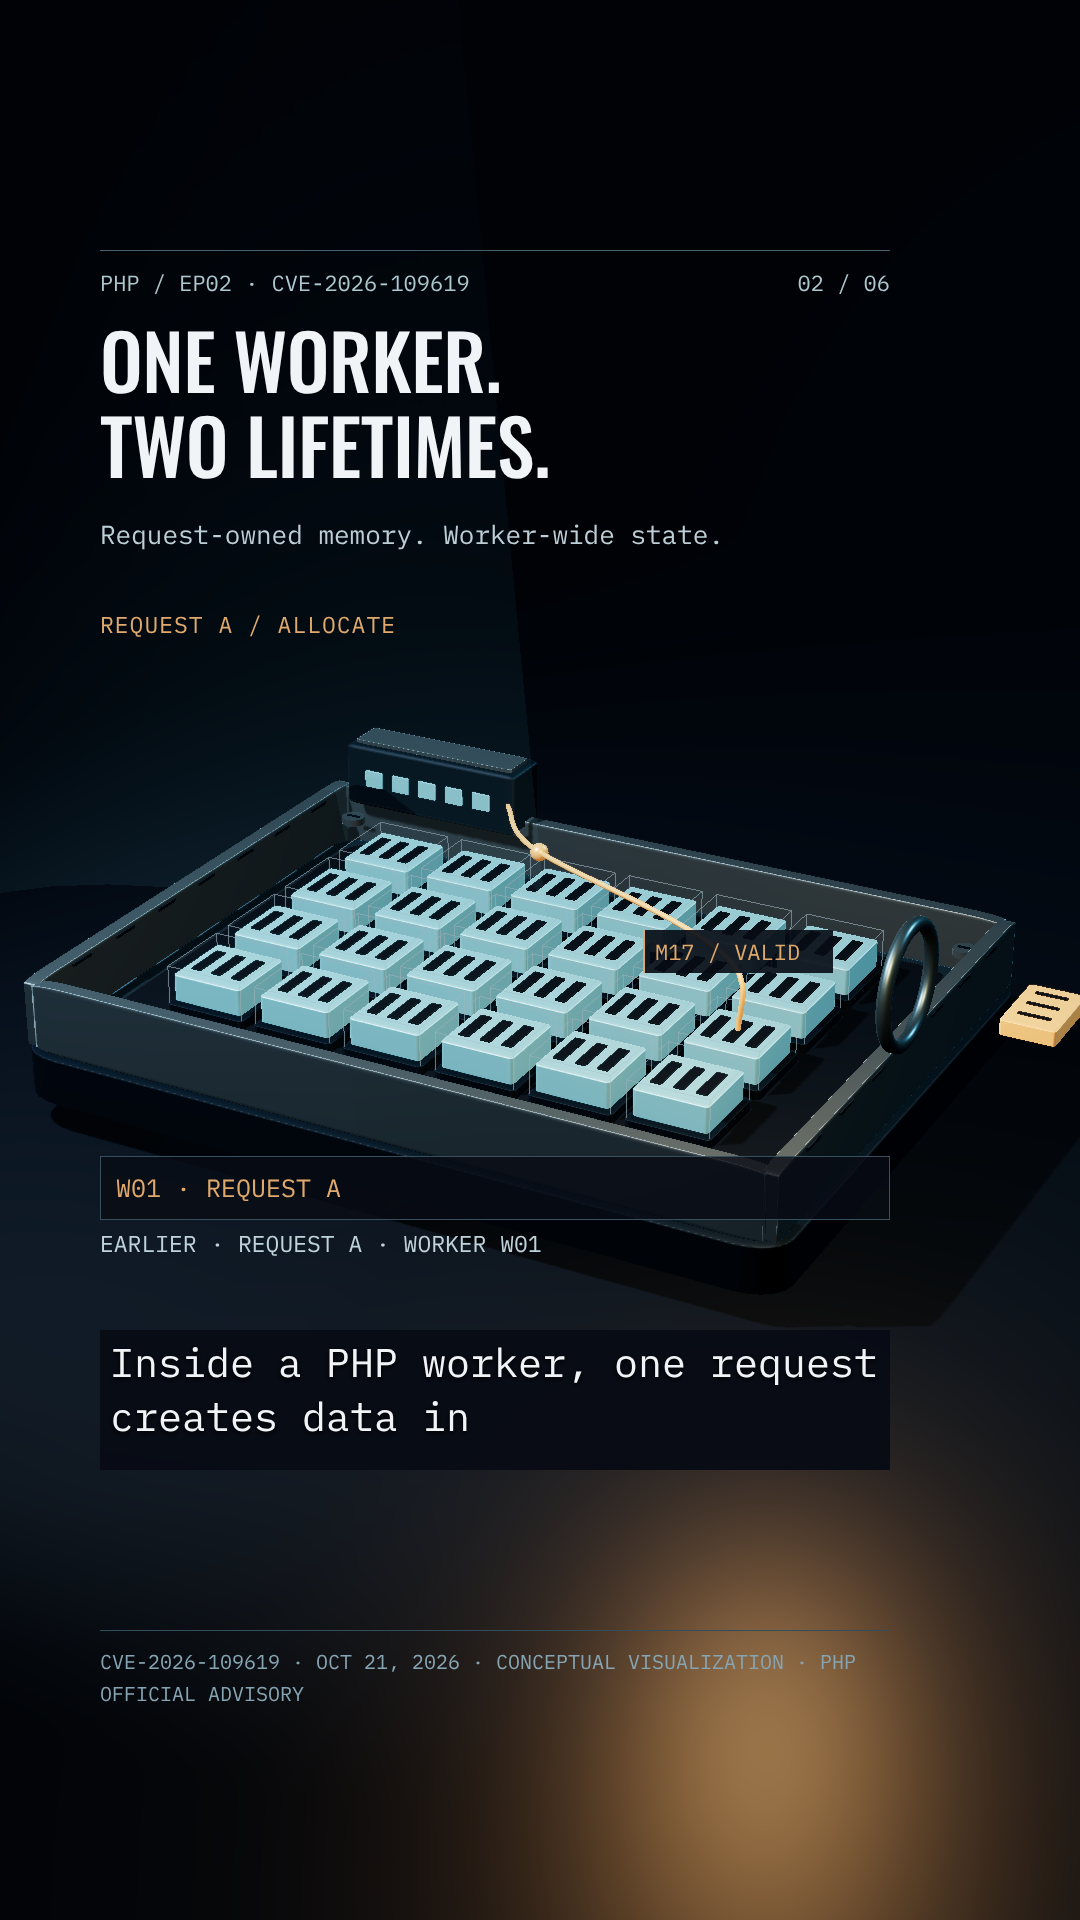 PHP / EP02 · CVE-2026-109619
02 / 06
ONE WORKER.
TWO LIFETIMES.
Request-owned memory. Worker-wide state.
REQUEST A / ALLOCATE
M17 / VALID
W01 · REQUEST A
EARLIER · REQUEST A · WORKER W01
Inside a PHP worker, one request
creates data in
CVE-2026-109619 · OCT 21, 2026 · CONCEPTUAL VISUALIZATION · PHP
OFFICIAL ADVISORY